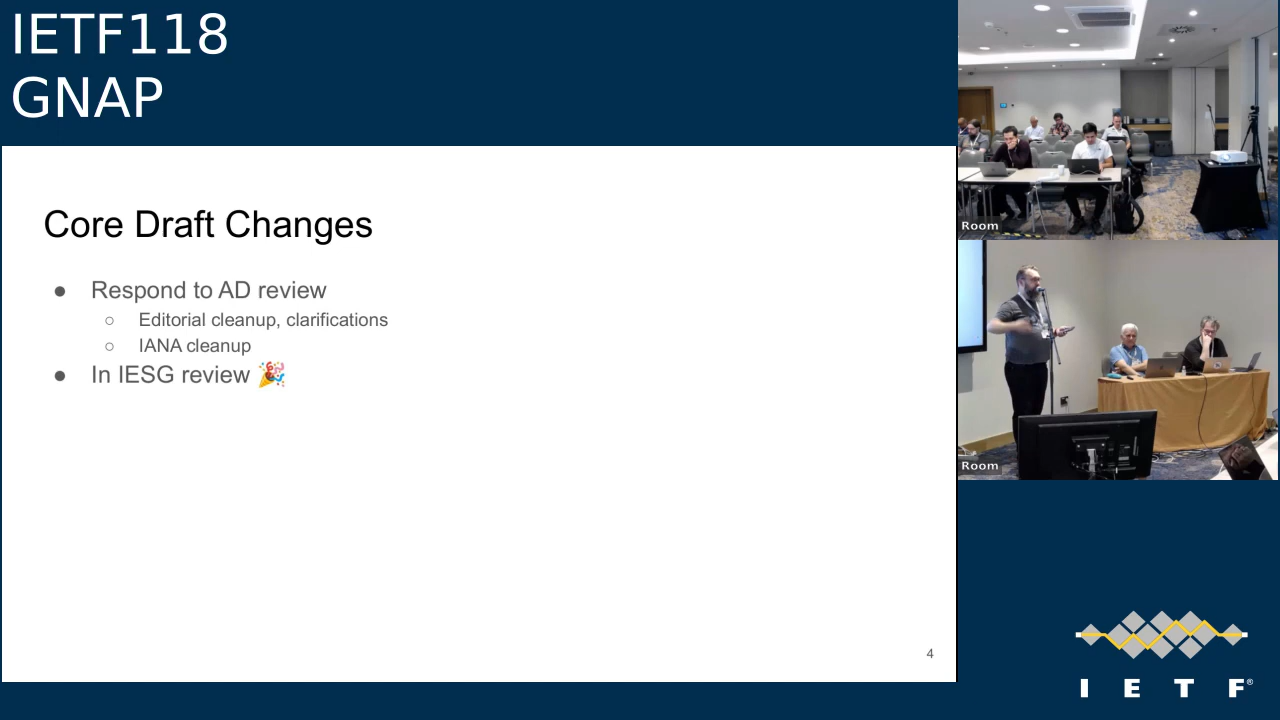 IETF118
GNAP
Core Draft Changes
● Respond to AD review
○ Editorial cleanup, clarifications
○ IANA cleanup
● In IESG review 🎉
4
Room
Room
I E T F®